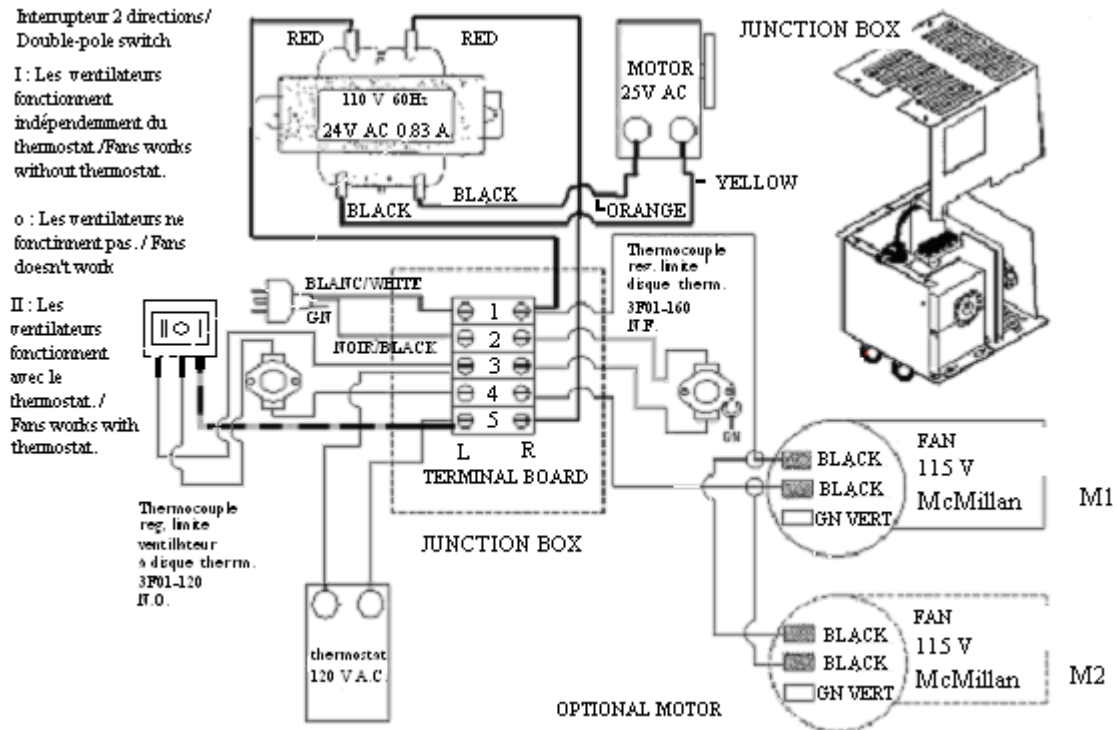 Interrupteur 2 directions/
Double-pole switch
I : Les ventilateurs
fonctionnent
indépendemment du
thermostat./Fans works
without thermostat.
o : Les ventilateurs ne
fonctinnent pas. / Fans
doesn't work
II : Les
ventilateurs
fonctionnent
avec le
thermostat./
Fans works with
thermostat.
RED
RED
110 V 60Hz
24V AC 0.83 A
BLACK
BLACK
MOTOR
25V AC
YELLOW
ORANGE
JUNCTION BOX
BLANC/WHITE
GN
NOIR/BLACK
1
2
3
4
5
L R
TERMINAL BOARD
JUNCTION BOX
Thermocouple
reg. limite
disque therm.
3F01-160
N.F.
GN
Thermocouple
reg. limite
ventilateur
à disque therm.
3F01-120
N.O.
thermostat
120 V A.C.
BLACK
BLACK
GN VERT
FAN
115 V
McMillan
M1
BLACK
BLACK
GN VERT
FAN
115 V
McMillan
M2
OPTIONAL MOTOR